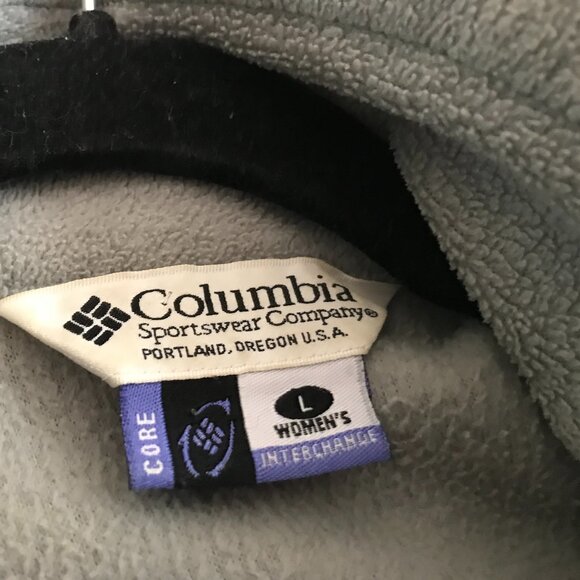 Columbia
Sportswear Company®
PORTLAND, OREGON U.S.A.
CORE
L
WOMEN'S
INTERCHANGE